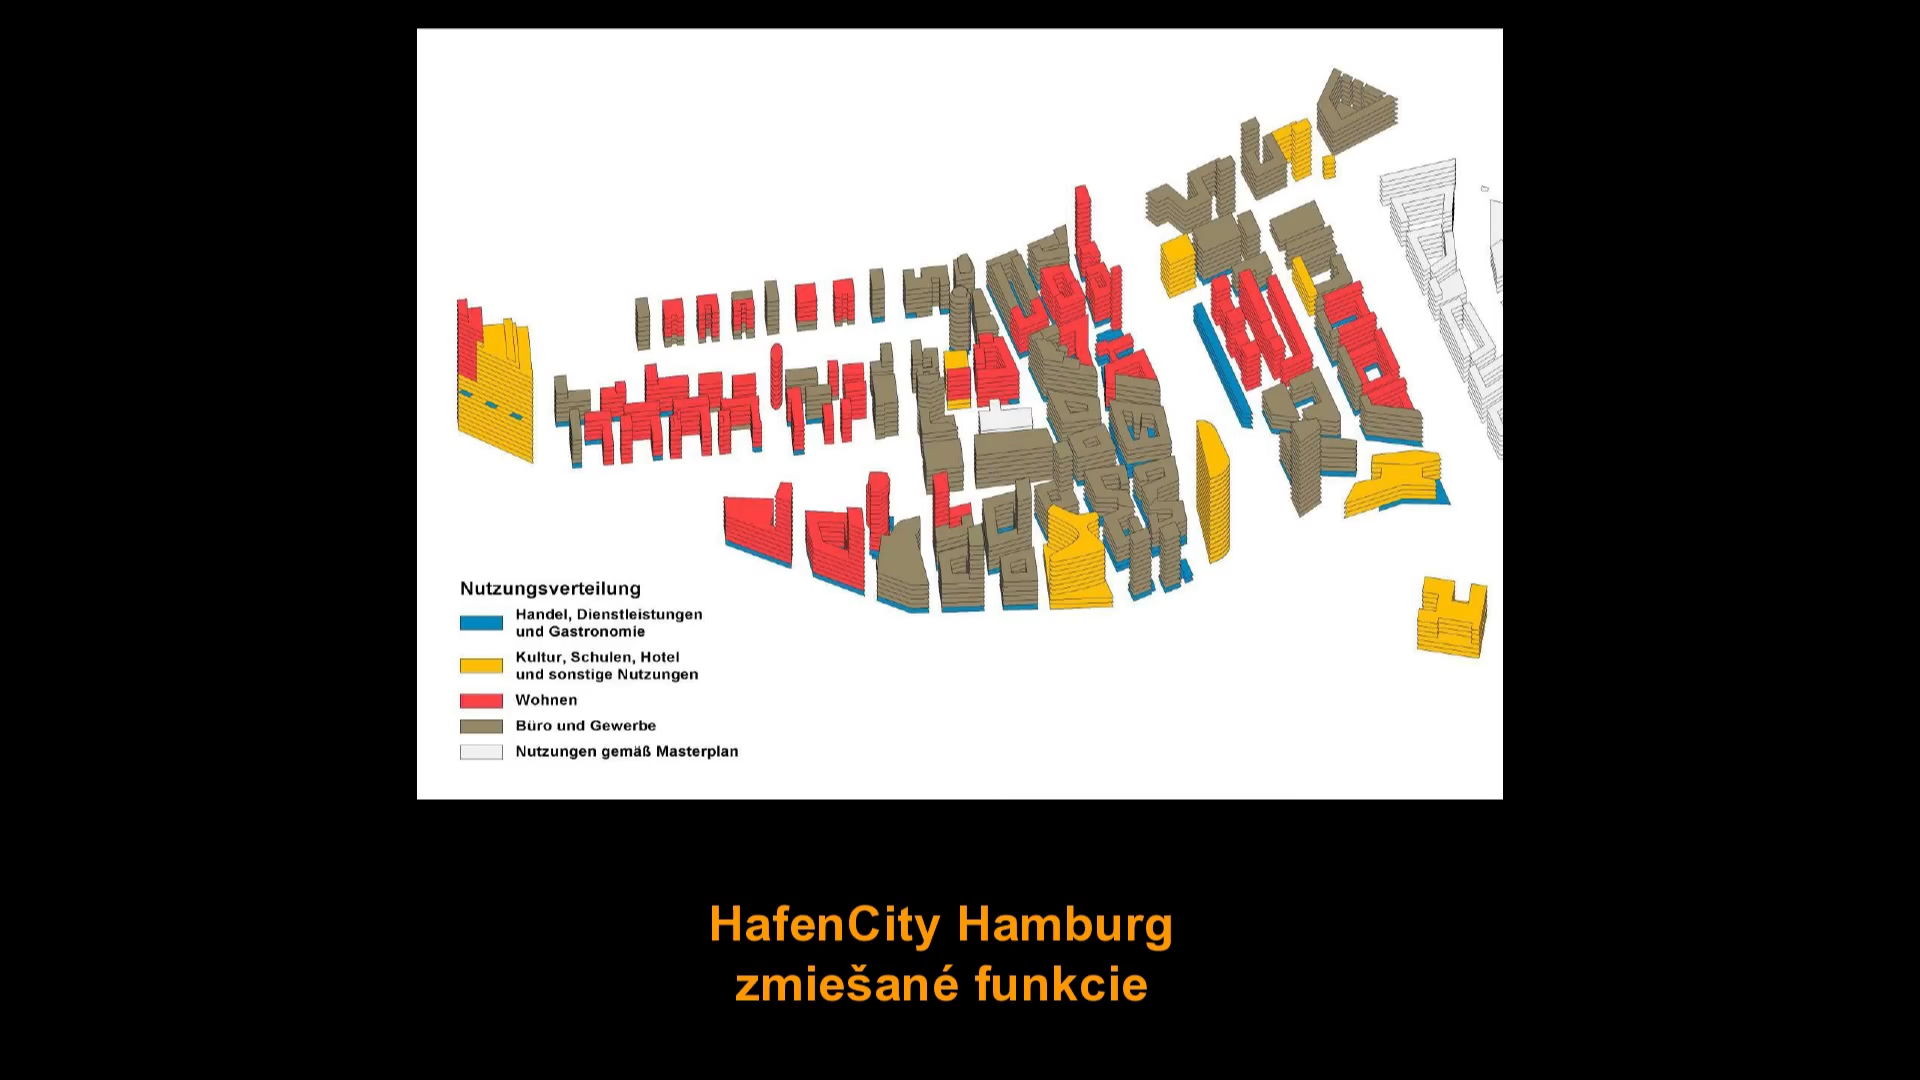 Nutzungsverteilung
Handel, Dienstleistungen
und Gastronomie
Kultur, Schulen, Hotel
und sonstige Nutzungen
Wohnen
Büro und Gewerbe
Nutzungen gemäß Masterplan
HafenCity Hamburg
zmiešané funkcie